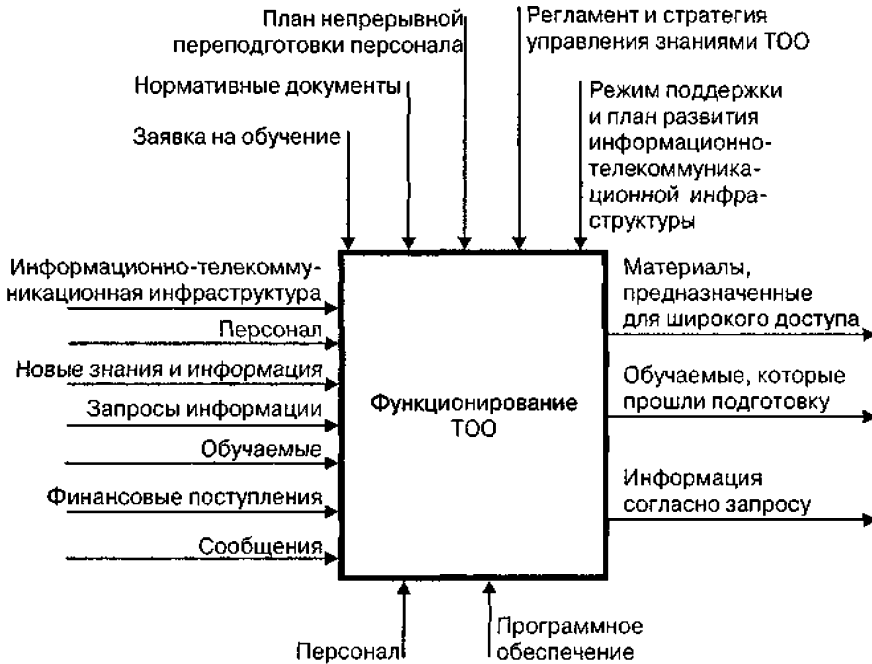 План непрерывной
переподготовки персонала
Регламент и стратегия
управления знаниями ТОО
Нормативные документы
Заявка на обучение
Режим поддержки
и план развития
информационно-
телекоммуника-
ционной инфра-
структуры
Информационно-телекомму-
никационная инфраструктура
Персонал
Новые знания и информация
Запросы информации
Обучаемые
Финансовые поступления
Сообщения
Функционирование
ТОО
Материалы,
предназначенные
для широкого доступа
Обучаемые, которые
прошли подготовку
Информация
согласно запросу
Персонал
Программное
обеспечение